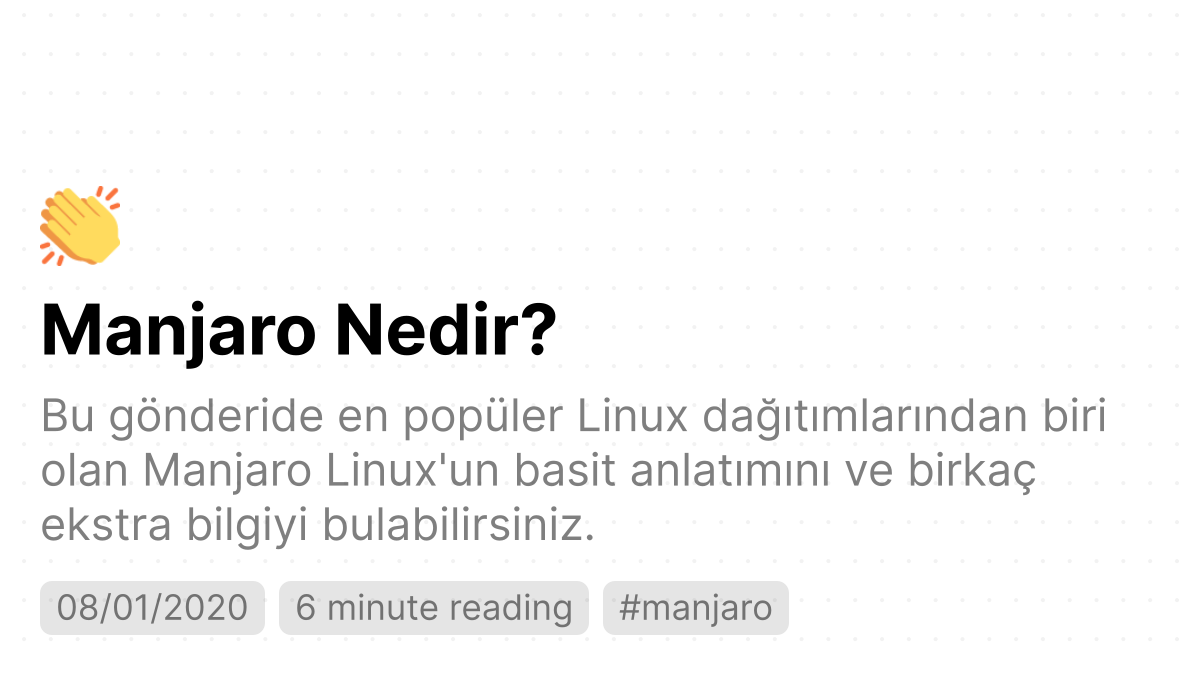 Manjaro Nedir?
Bu gönderide en popüler Linux dağıtımlarından biri
olan Manjaro Linux'un basit anlatımını ve birkaç
ekstra bilgiyi bulabilirsiniz.
08/01/2020 6 minute reading #manjaro